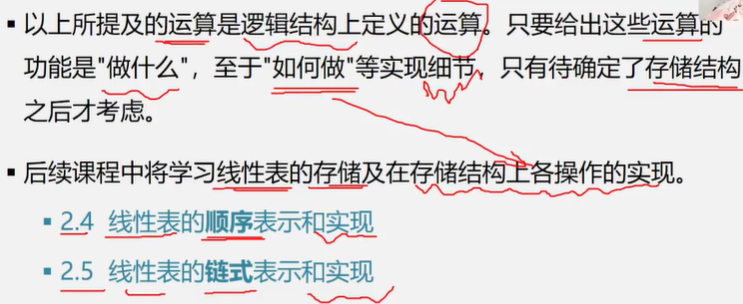 ▪ 以上所提及的运算是逻辑结构上定义的运算。只要给出这些运算的
功能是"做什么"，至于"如何做"等实现细节，只有待确定了存储结构
之后才考虑。
▪ 后续课程中将学习线性表的存储及在存储结构上各操作的实现。
▪ 2.4 线性表的顺序表示和实现
▪ 2.5 线性表的链式表示和实现